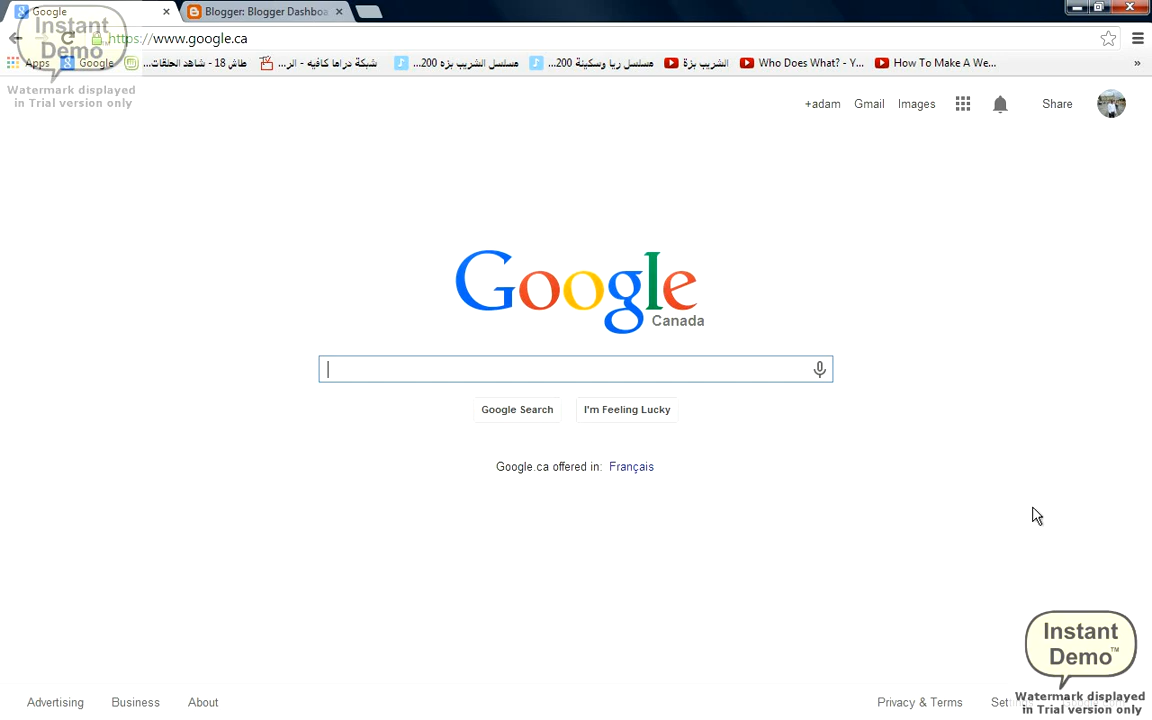 Google
Blogger: Blogger Dashboa
https://www.google.ca
Apps
Google
طاش 18 - شاهد الحلقات...
شبكة دراما كافيه - الر...
مسلسل الشريب بزه 200...
مسلسل ريا وسكينة 200...
الشريب بزة
Who Does What? - Y...
How To Make A We...
Instant
Demo
Watermark displayed
in Trial version only
+adam Gmail Images Share
Google
Canada
Google Search I'm Feeling Lucky
Google.ca offered in: Français
Instant
Demo™
Watermark displayed
in Trial version only
Advertising Business About
Privacy & Terms